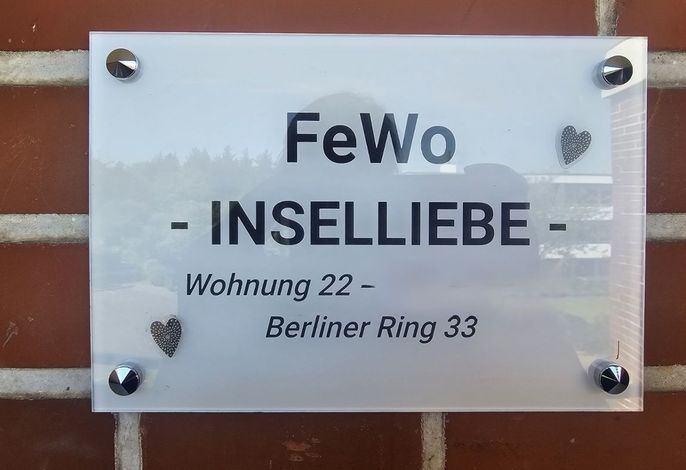 FeWo
- INSELLIEBE -
Wohnung 22 –
Berliner Ring 33